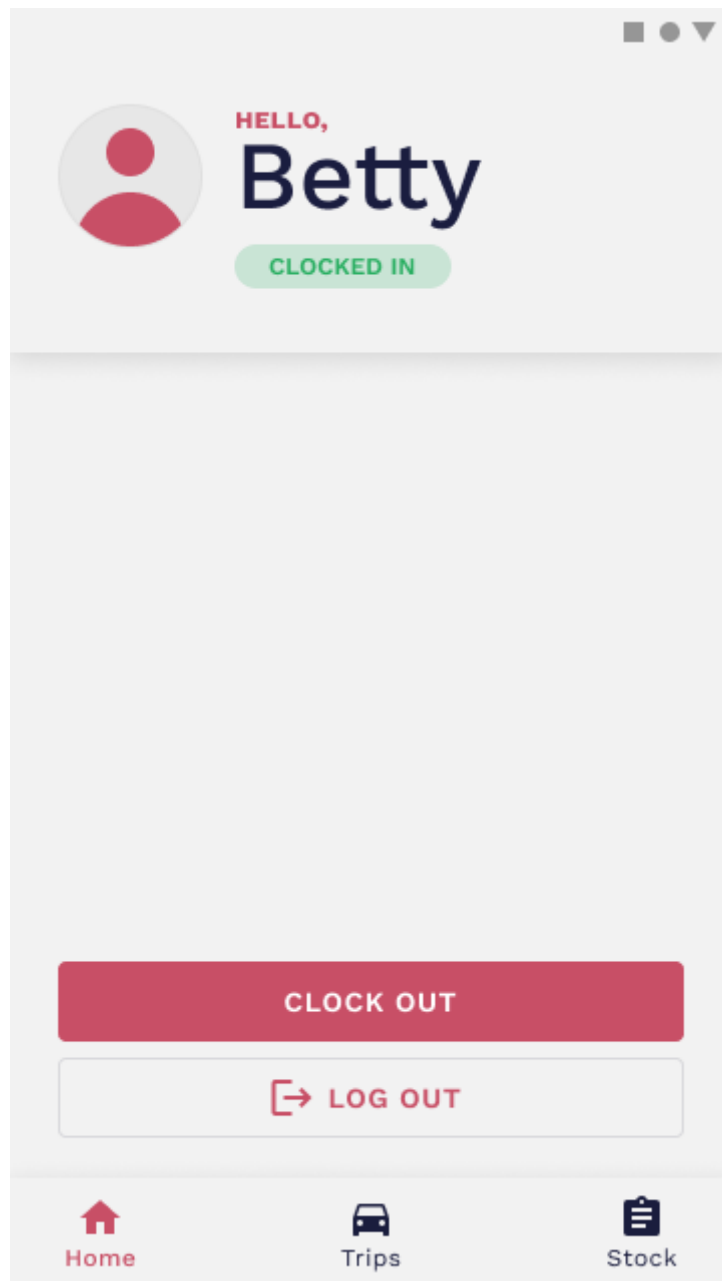 HELLO,
Betty
CLOCKED IN
CLOCK OUT
LOG OUT
Home
Trips
Stock